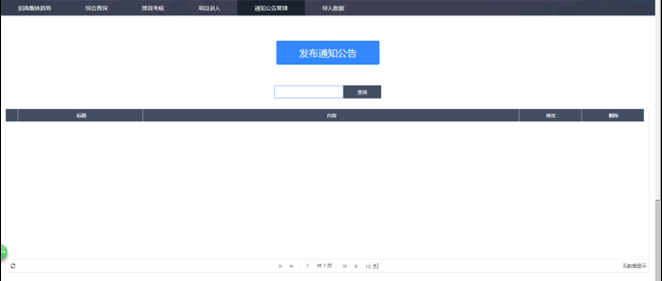 招商整体趋势 综合查询 绩效考核 项目录入 通知公告管理 导入数据
发布通知公告
查询
标题 内容 修改 删除
1 共 1 页 10 无数据显示